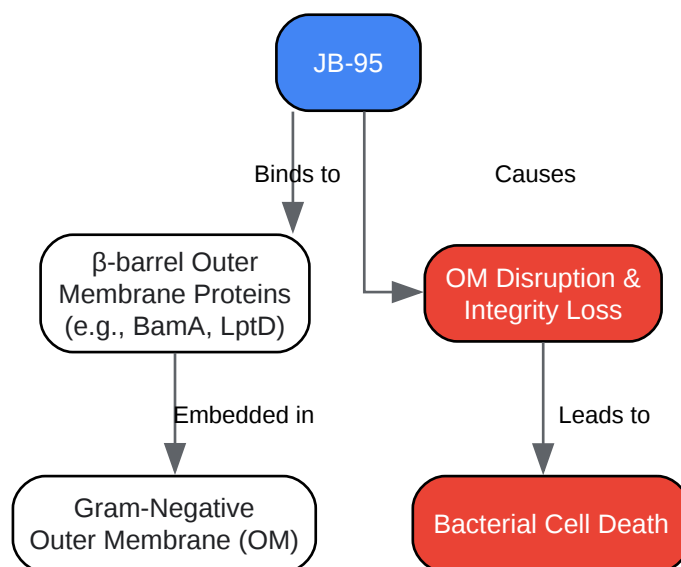 JB-95
Binds to
Causes
β-barrel Outer
Membrane Proteins
(e.g., BamA, LptD)
OM Disruption &
Integrity Loss
Embedded in
Leads to
Gram-Negative
Outer Membrane (OM)
Bacterial Cell Death